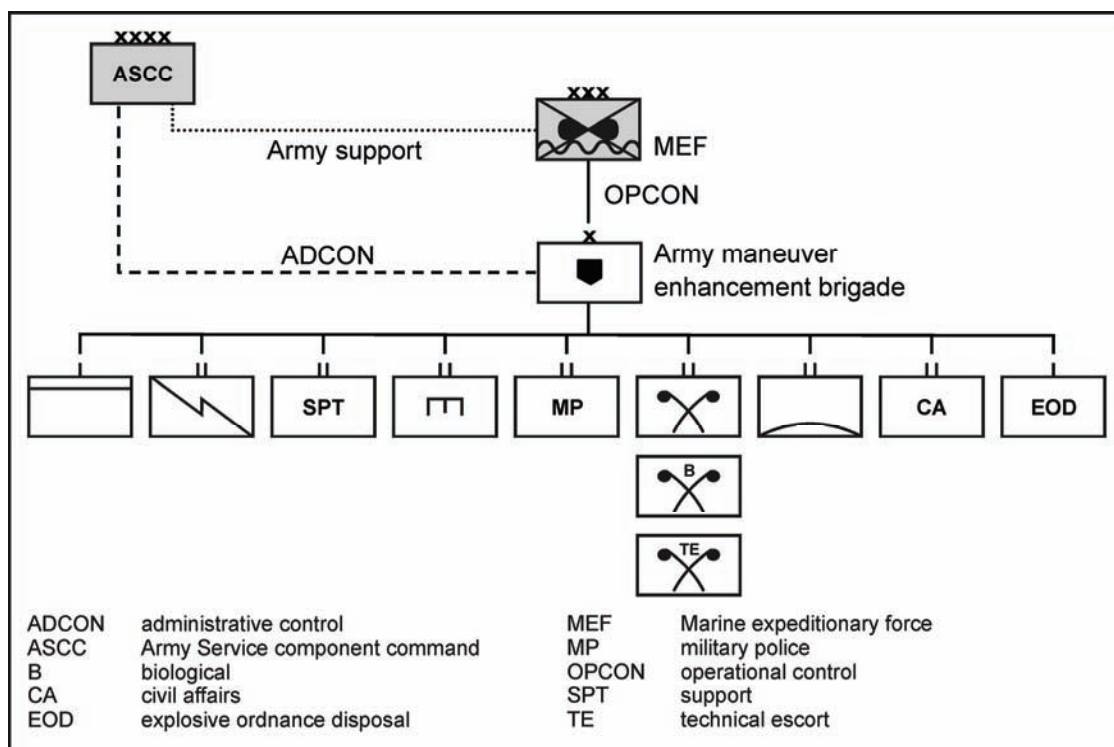 XXXX
ASCC
XXX
MEF
Army support
OPCON
X
ADCON
Army maneuver
enhancement brigade
SPT
MP
CA
EOD
B
TE
ADCON administrative control
ASCC Army Service component command
B biological
CA civil affairs
EOD explosive ordnance disposal
MEF Marine expeditionary force
MP military police
OPCON operational control
SPT support
TE technical escort